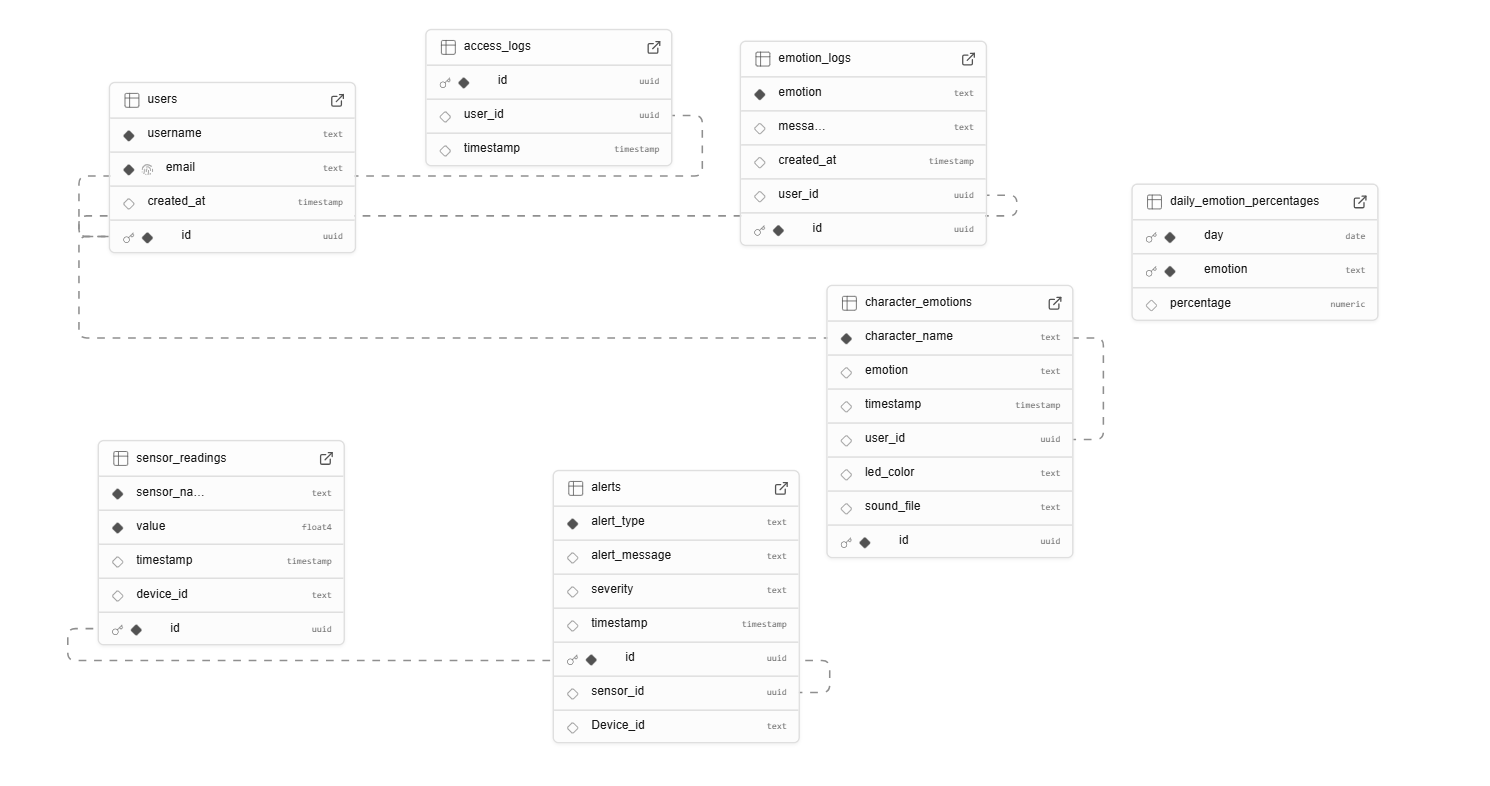 users
username text
email text
created_at timestamp
id uuid
access_logs
id uuid
user_id uuid
timestamp timestamp
emotion_logs
emotion text
messa... text
created_at timestamp
user_id uuid
id uuid
daily_emotion_percentages
day date
emotion text
percentage numeric
character_emotions
character_name text
emotion text
timestamp timestamp
user_id uuid
led_color text
sound_file text
id uuid
sensor_readings
sensor_na... text
value float4
timestamp timestamp
device_id text
id uuid
alerts
alert_type text
alert_message text
severity text
timestamp timestamp
id uuid
sensor_id uuid
Device_id text